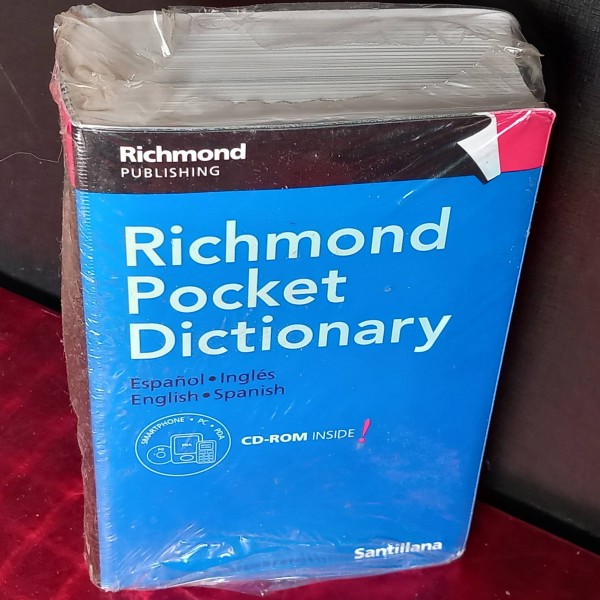 Richmond
PUBLISHING
Richmond
Pocket
Dictionary
Español • Inglés
English • Spanish
SMARTPHONE • PC • PDA
CD-ROM INSIDE !
Santillana